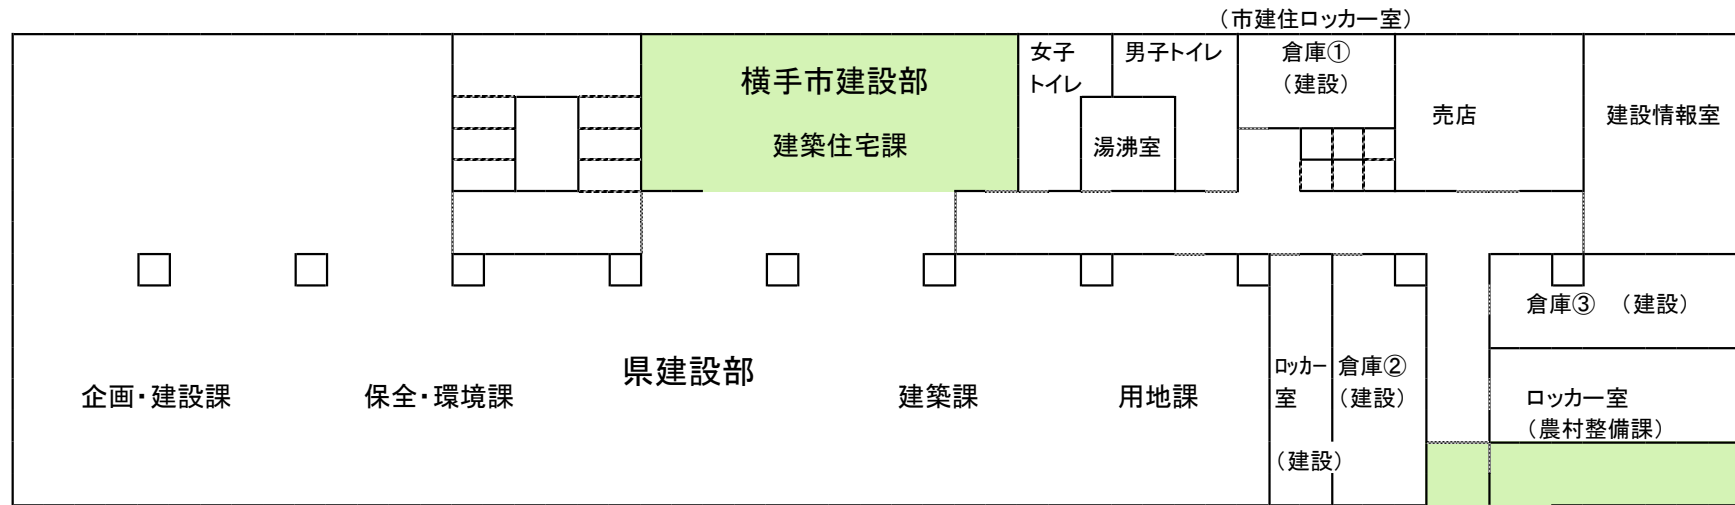 （市建住ロッカー室）
横手市建設部
建築住宅課
女子
トイレ
男子トイレ
湯沸室
倉庫①
（建設）
売店
建設情報室
企画・建設課
保全・環境課
県建設部
建築課
用地課
ﾛｯｶｰ
室
（建設）
倉庫②
（建設）
倉庫③　（建設）
ロッカー室
（農村整備課）